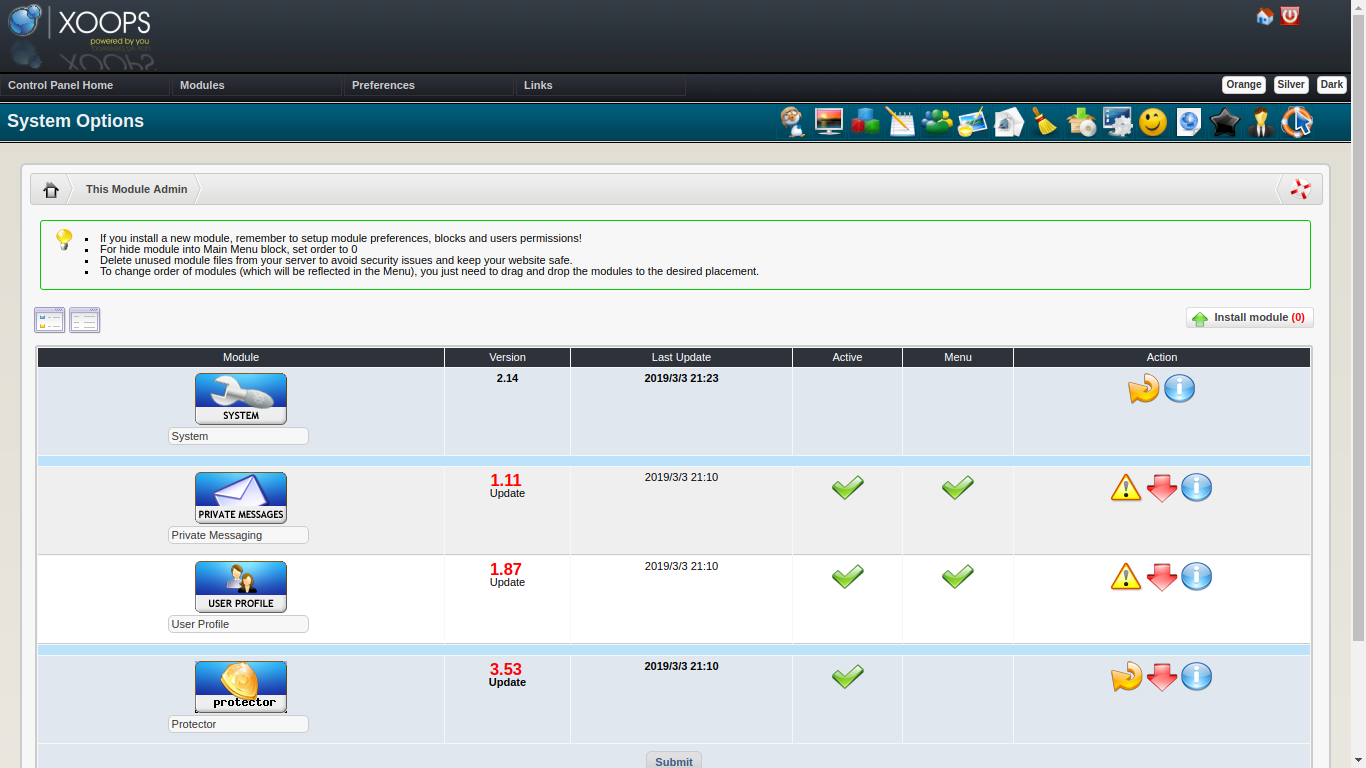 XOOPS
powered by you
Control Panel Home
Modules
Preferences
Links
Orange
Silver
Dark
System Options
This Module Admin
If you install a new module, remember to setup module preferences, blocks and users permissions!
For hide module into Main Menu block, set order to 0
Delete unused module files from your server to avoid security issues and keep your website safe.
To change order of modules (which will be reflected in the Menu), you just need to drag and drop the modules to the desired placement.
Install module (0)
Module Version Last Update Active Menu Action
SYSTEM
System
2.14
2019/3/3 21:23
PRIVATE MESSAGES
Private Messaging
1.11
Update
2019/3/3 21:10
USER PROFILE
User Profile
1.87
Update
2019/3/3 21:10
protector
Protector
3.53
Update
2019/3/3 21:10
Submit